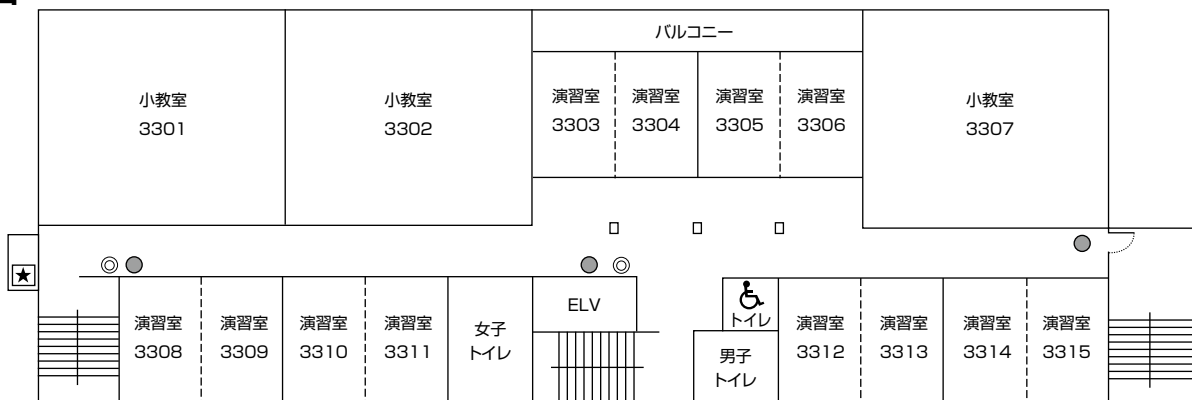 バルコニー
小教室
3301
小教室
3302
演習室
3303
演習室
3304
演習室
3305
演習室
3306
小教室
3307
演習室
3308
演習室
3309
演習室
3310
演習室
3311
女子
トイレ
ELV
トイレ
男子
トイレ
演習室
3312
演習室
3313
演習室
3314
演習室
3315